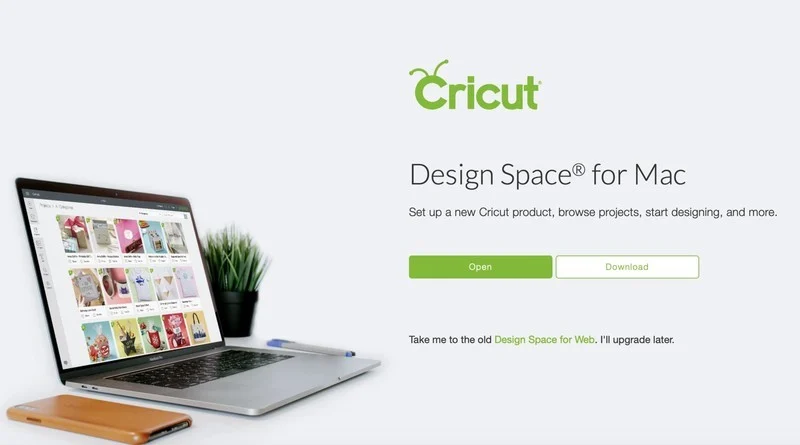 Cricut
Design Space® for Mac
Set up a new Cricut product, browse projects, start designing, and more.
Open
Download
Take me to the old Design Space for Web. I'll upgrade later.